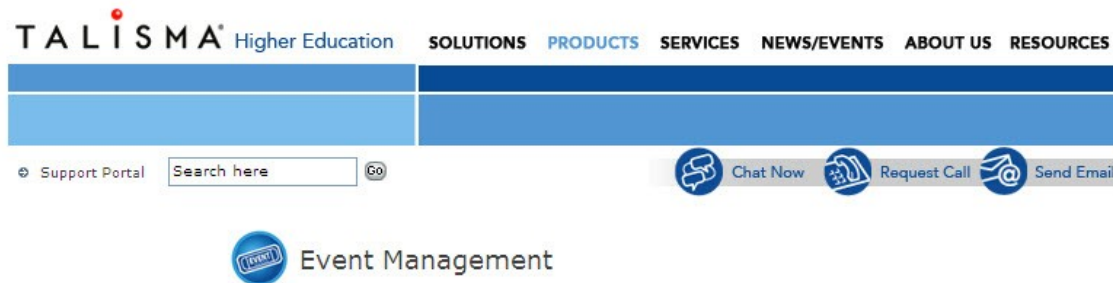 TALISMA Higher Education
SOLUTIONS PRODUCTS SERVICES NEWS/EVENTS ABOUT US RESOURCES
Support Portal Search here Go
Chat Now Request Call Send Email
EVENT
Event Management